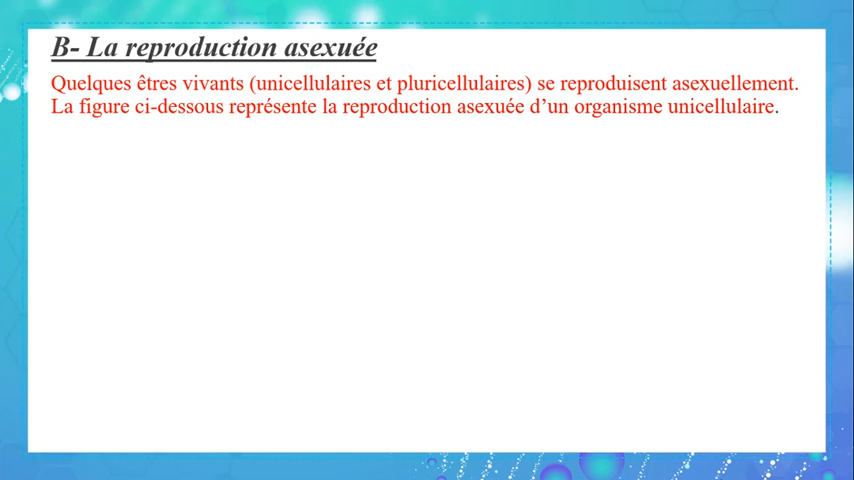 B- La reproduction asexuée
Quelques êtres vivants (unicellulaires et pluricellulaires) se reproduisent asexuellement.
La figure ci-dessous représente la reproduction asexuée d’un organisme unicellulaire.